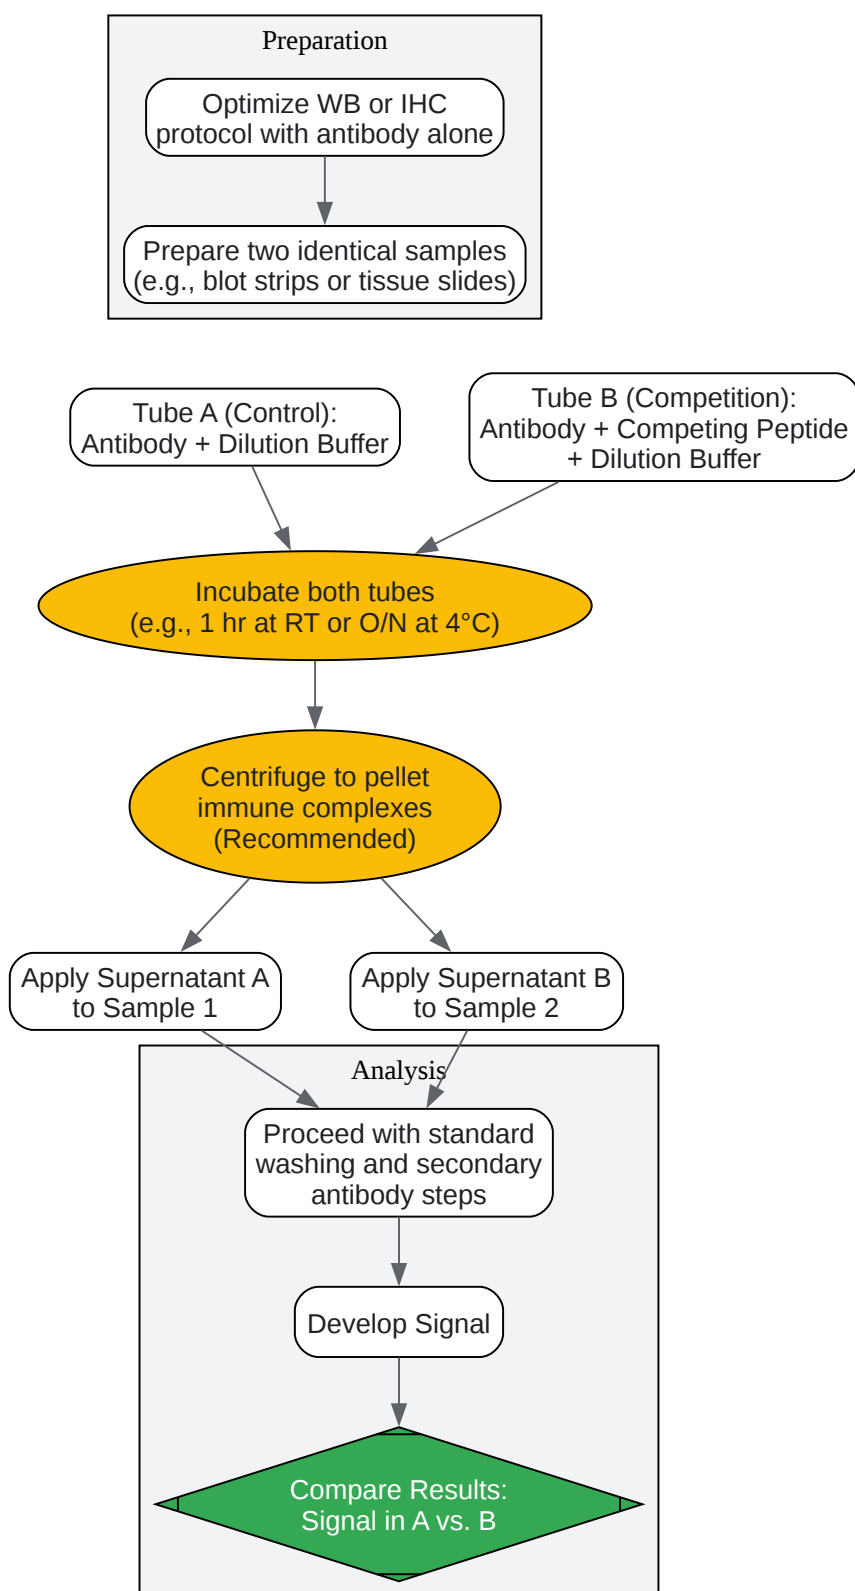 Preparation
Optimize WB or IHC
protocol with antibody alone
Prepare two identical samples
(e.g., blot strips or tissue slides)
Tube A (Control):
Antibody + Dilution Buffer
Tube B (Competition):
Antibody + Competing Peptide
+ Dilution Buffer
Incubate both tubes
(e.g., 1 hr at RT or O/N at 4°C)
Centrifuge to pellet
immune complexes
(Recommended)
Apply Supernatant A
to Sample 1
Apply Supernatant B
to Sample 2
Analysis
Proceed with standard
washing and secondary
antibody steps
Develop Signal
Compare Results:
Signal in A vs. B